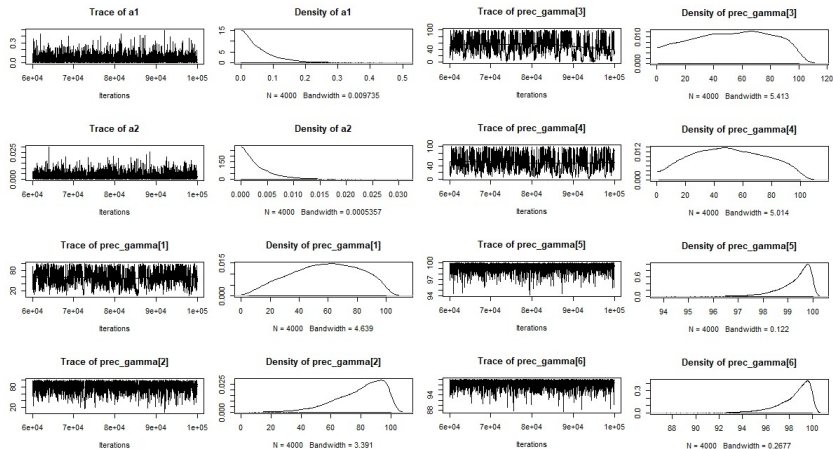 Trace of a1
0.0 0.3
6e+04 7e+04 8e+04 9e+04 1e+05
Iterations
Density of a1
0 5 15
0.0 0.1 0.2 0.3 0.4 0.5
N = 4000 Bandwidth = 0.009735
Trace of prec_gamma[3]
0 40 100
6e+04 7e+04 8e+04 9e+04 1e+05
Iterations
Density of prec_gamma[3]
0.000 0.010
0 20 40 60 80 100 120
N = 4000 Bandwidth = 5.413
Trace of a2
0.000 0.025
6e+04 7e+04 8e+04 9e+04 1e+05
Iterations
Density of a2
0 150
0.000 0.005 0.010 0.015 0.020 0.025 0.030
N = 4000 Bandwidth = 0.0005357
Trace of prec_gamma[4]
0 40 100
6e+04 7e+04 8e+04 9e+04 1e+05
Iterations
Density of prec_gamma[4]
0.000 0.012
0 20 40 60 80 100
N = 4000 Bandwidth = 5.014
Trace of prec_gamma[1]
20 80
6e+04 7e+04 8e+04 9e+04 1e+05
Iterations
Density of prec_gamma[1]
0.000 0.015
0 20 40 60 80 100
N = 4000 Bandwidth = 4.639
Trace of prec_gamma[5]
94 97 100
6e+04 7e+04 8e+04 9e+04 1e+05
Iterations
Density of prec_gamma[5]
0.0 0.6
94 95 96 97 98 99 100
N = 4000 Bandwidth = 0.122
Trace of prec_gamma[2]
20 80
6e+04 7e+04 8e+04 9e+04 1e+05
Iterations
Density of prec_gamma[2]
0.000 0.025
0 20 40 60 80 100
N = 4000 Bandwidth = 3.391
Trace of prec_gamma[6]
88 94
6e+04 7e+04 8e+04 9e+04 1e+05
Iterations
Density of prec_gamma[6]
0.0 0.3
88 90 92 94 96 98 100
N = 4000 Bandwidth = 0.2677